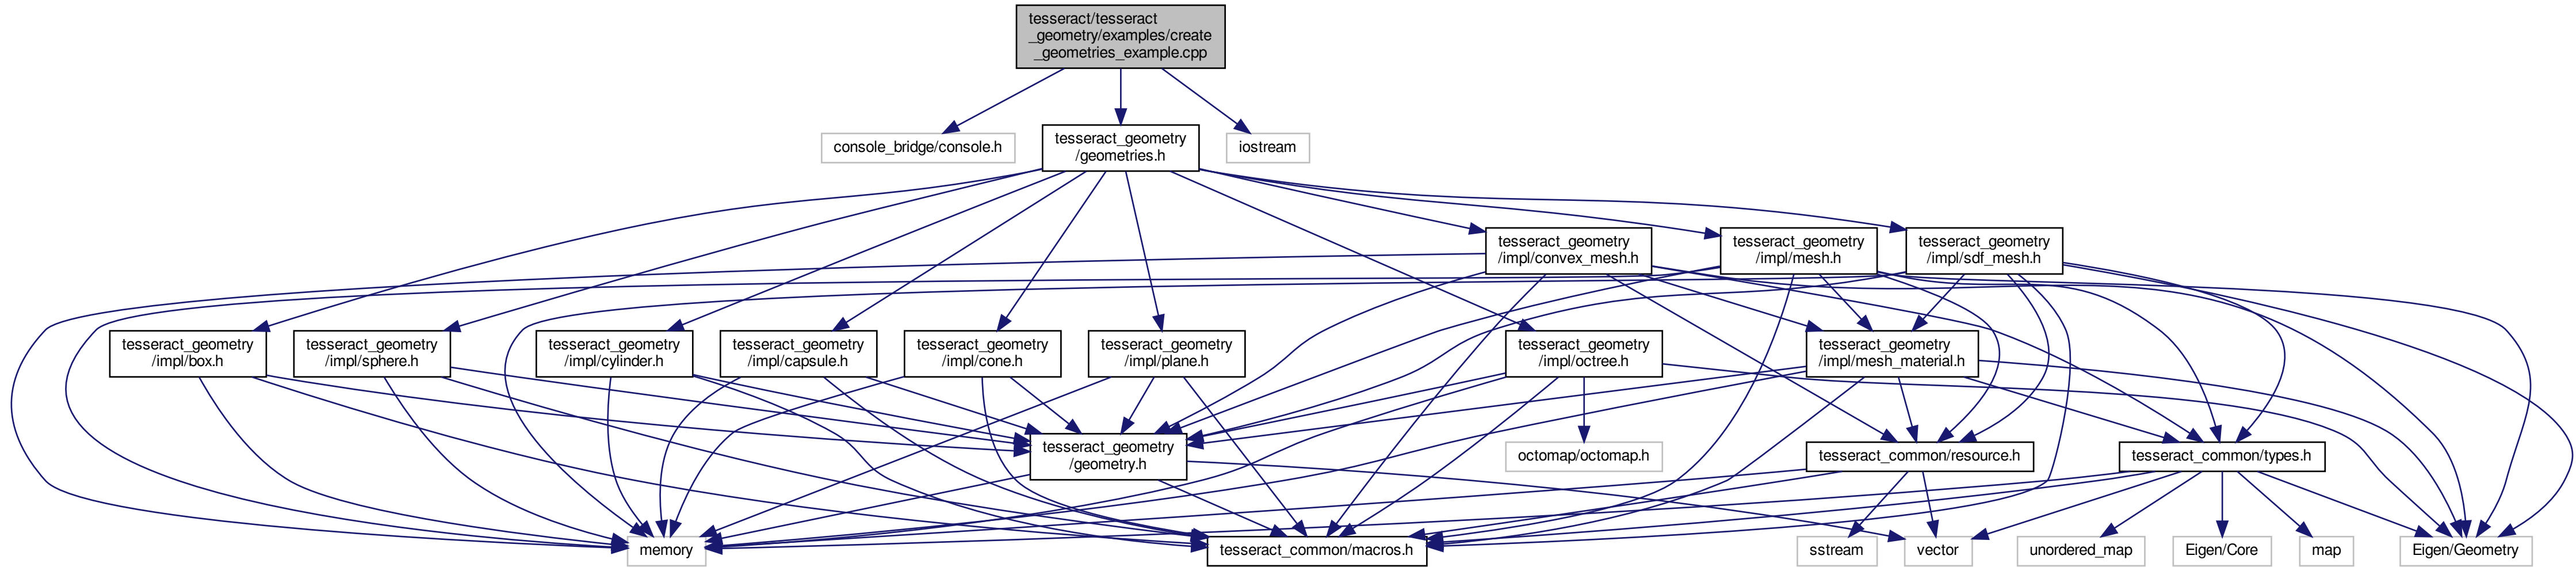 tesseract/tesseract
_geometry/examples/create
_geometries_example.cpp
console_bridge/console.h
tesseract_geometry
/geometries.h
iostream
tesseract_geometry
/impl/convex_mesh.h
tesseract_geometry
/impl/mesh.h
tesseract_geometry
/impl/sdf_mesh.h
tesseract_geometry
/impl/box.h
tesseract_geometry
/impl/sphere.h
tesseract_geometry
/impl/cylinder.h
tesseract_geometry
/impl/capsule.h
tesseract_geometry
/impl/cone.h
tesseract_geometry
/impl/plane.h
tesseract_geometry
/impl/octree.h
tesseract_geometry
/impl/mesh_material.h
tesseract_geometry
/geometry.h
octomap/octomap.h
tesseract_common/resource.h
tesseract_common/types.h
memory
tesseract_common/macros.h
sstream
vector
unordered_map
Eigen/Core
map
Eigen/Geometry